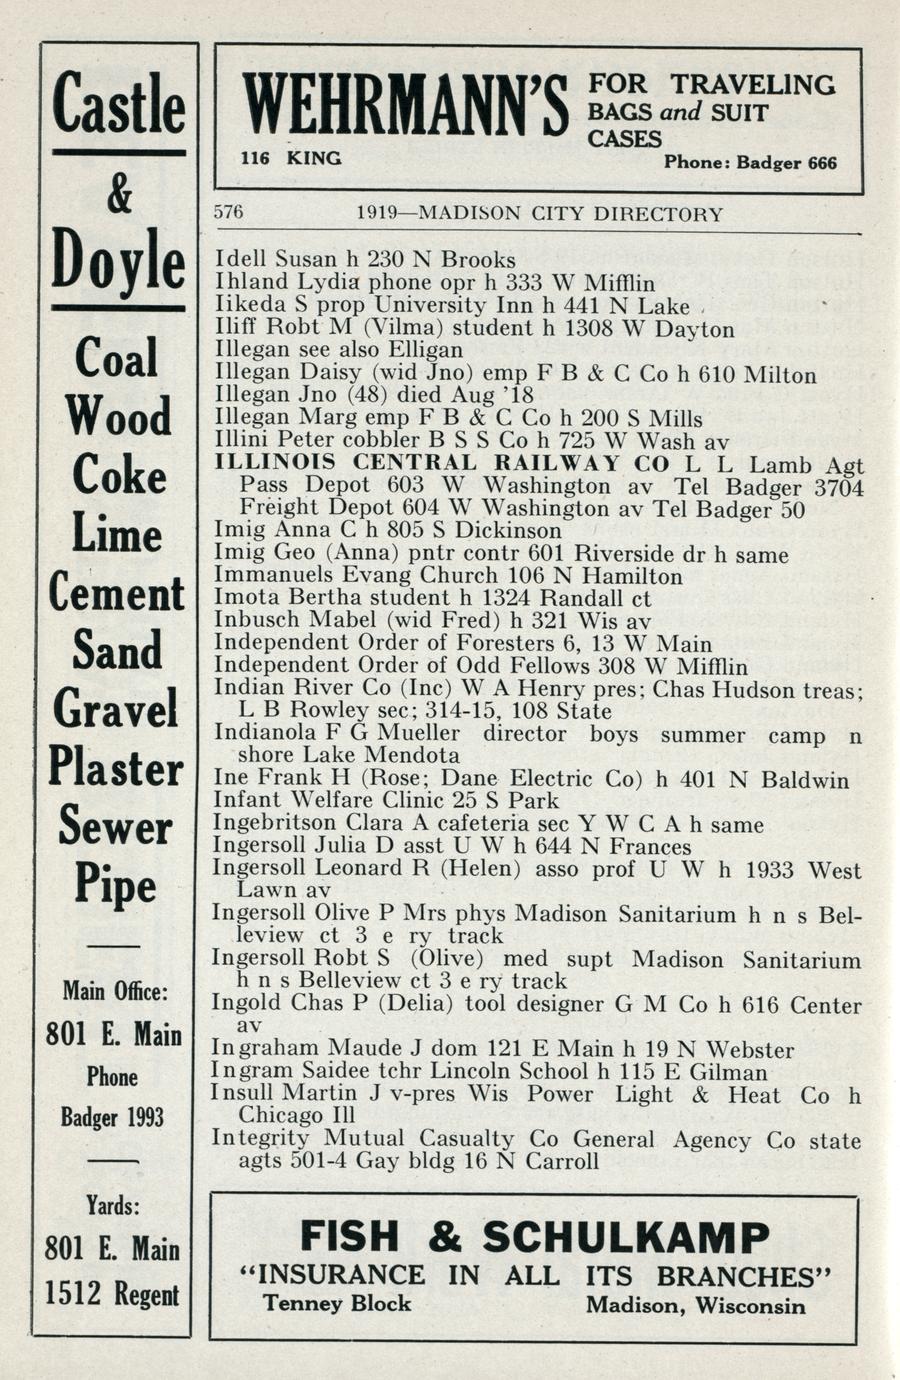 Castle
&
Doyle
Coal
Wood
Coke
Lime
Cement
Sand
Gravel
Plaster
Sewer
Pipe
Main Office:
801 E. Main
Phone
Badger 1993
Yards:
801 E. Main
1512 Regent
WEHRMANN'S
FOR TRAVELING
BAGS and SUIT
CASES
116 KING
Phone: Badger 666
576 1919—MADISON CITY DIRECTORY
Idell Susan h 230 N Brooks
Ihland Lydia phone opr h 333 W Mifflin
Iikeda S prop University Inn h 441 N Lake
Iliff Robt M (Vilma) student h 1308 W Dayton
Illegan see also Elligan
Illegan Daisy (wid Jno) emp F B & C Co h 610 Milton
Illegan Jno (48) died Aug '18
Illegan Marg emp F B & C Co h 200 S Mills
Illini Peter cobbler B S S Co h 725 W Wash av
ILLINOIS CENTRAL RAILWAY CO L L Lamb Agt
Pass Depot 603 W Washington av Tel Badger 3704
Freight Depot 604 W Washington av Tel Badger 50
Imig Anna C h 805 S Dickinson
Imig Geo (Anna) pntr contr 601 Riverside dr h same
Immanuels Evang Church 106 N Hamilton
Imota Bertha student h 1324 Randall ct
Inbusch Mabel (wid Fred) h 321 Wis av
Independent Order of Foresters 6, 13 W Main
Independent Order of Odd Fellows 308 W Mifflin
Indian River Co (Inc) W A Henry pres; Chas Hudson treas;
L B Rowley sec; 314-15, 108 State
Indianola F G Mueller director boys summer camp n
shore Lake Mendota
Ine Frank H (Rose; Dane Electric Co) h 401 N Baldwin
Infant Welfare Clinic 25 S Park
Ingebritson Clara A cafeteria sec Y W C A h same
Ingersoll Julia D asst U W h 644 N Frances
Ingersoll Leonard R (Helen) asso prof U W h 1933 West
Lawn av
Ingersoll Olive P Mrs phys Madison Sanitarium h n s Bel-
leview ct 3 e ry track
Ingersoll Robt S (Olive) med supt Madison Sanitarium
h n s Belleview ct 3 e ry track
Ingold Chas P (Delia) tool designer G M Co h 616 Center
av
Ingraham Maude J dom 121 E Main h 19 N Webster
Ingram Saidee tchr Lincoln School h 115 E Gilman
Insull Martin J v-pres Wis Power Light & Heat Co h
Chicago Ill
Integrity Mutual Casualty Co General Agency Co state
agts 501-4 Gay bldg 16 N Carroll
FISH & SCHULKAMP
"INSURANCE IN ALL ITS BRANCHES"
Tenney Block Madison, Wisconsin